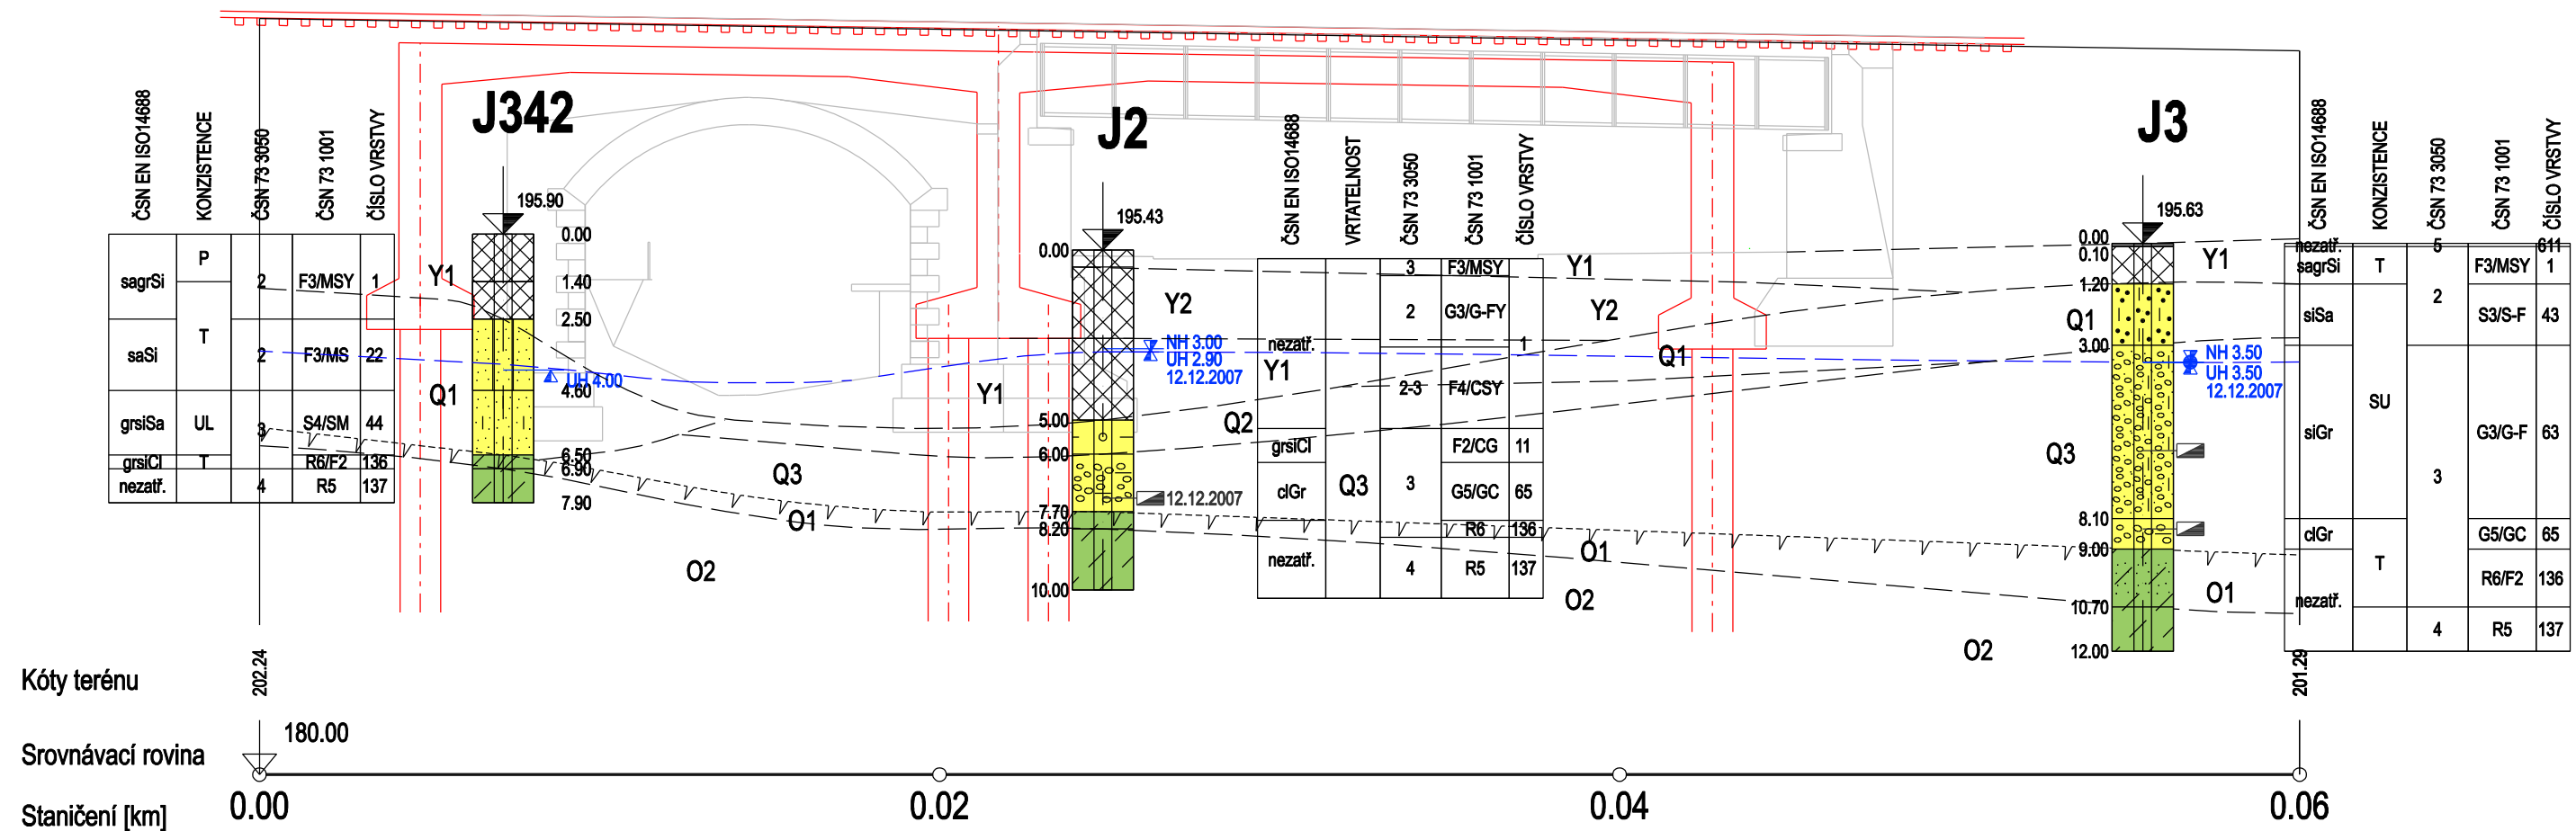 J342
J2
J3
ČSN EN ISO14688
KONZISTENCE
ČSN 73 3050
ČSN 73 1001
ČÍSLO VRSTVY
sagrSi
P
2
F3/MSY
1
saSi
T
2
F3/MS
22
grsiSa
UL
3
S4/SM
44
grsiCl
T
R6/F2
136
nezatř.
4
R5
137
Y1
Q1
195.90
0.00
1.40
2.50
4.60
6.50
6.90
7.90
UH 4.00
Q3
O1
O2
Y1
195.43
0.00
5.00
6.00
7.70
8.20
10.00
Y2
NH 3.00
UH 2.90
12.12.2007
Y1
Q2
12.12.2007
ČSN EN ISO14688
VRTATELNOST
ČSN 73 3050
ČSN 73 1001
ČÍSLO VRSTVY
nezatř.
3
F3/MSY
2
G3/G-FY
1
2-3
F4/CSY
grsiCl
F2/CG
11
clGr
Q3
3
G5/GC
65
R6
136
nezatř.
4
R5
137
Y1
Y2
Q1
O1
O2
195.63
0.00
0.10
1.20
3.00
8.10
9.00
10.70
12.00
Y1
Q1
NH 3.50
UH 3.50
12.12.2007
Q3
O1
O2
ČSN EN ISO14688
KONZISTENCE
ČSN 73 3050
ČSN 73 1001
ČÍSLO VRSTVY
nezatř.
5
611
sagrSi
T
F3/MSY
1
2
siSa
S3/S-F
43
siGr
SU
G3/G-F
63
3
clGr
G5/GC
65
T
nezatř.
R6/F2
136
4
R5
137
Kóty terénu
202.24
201.29
Srovnávací rovina
180.00
Staničení [km]
0.00
0.02
0.04
0.06